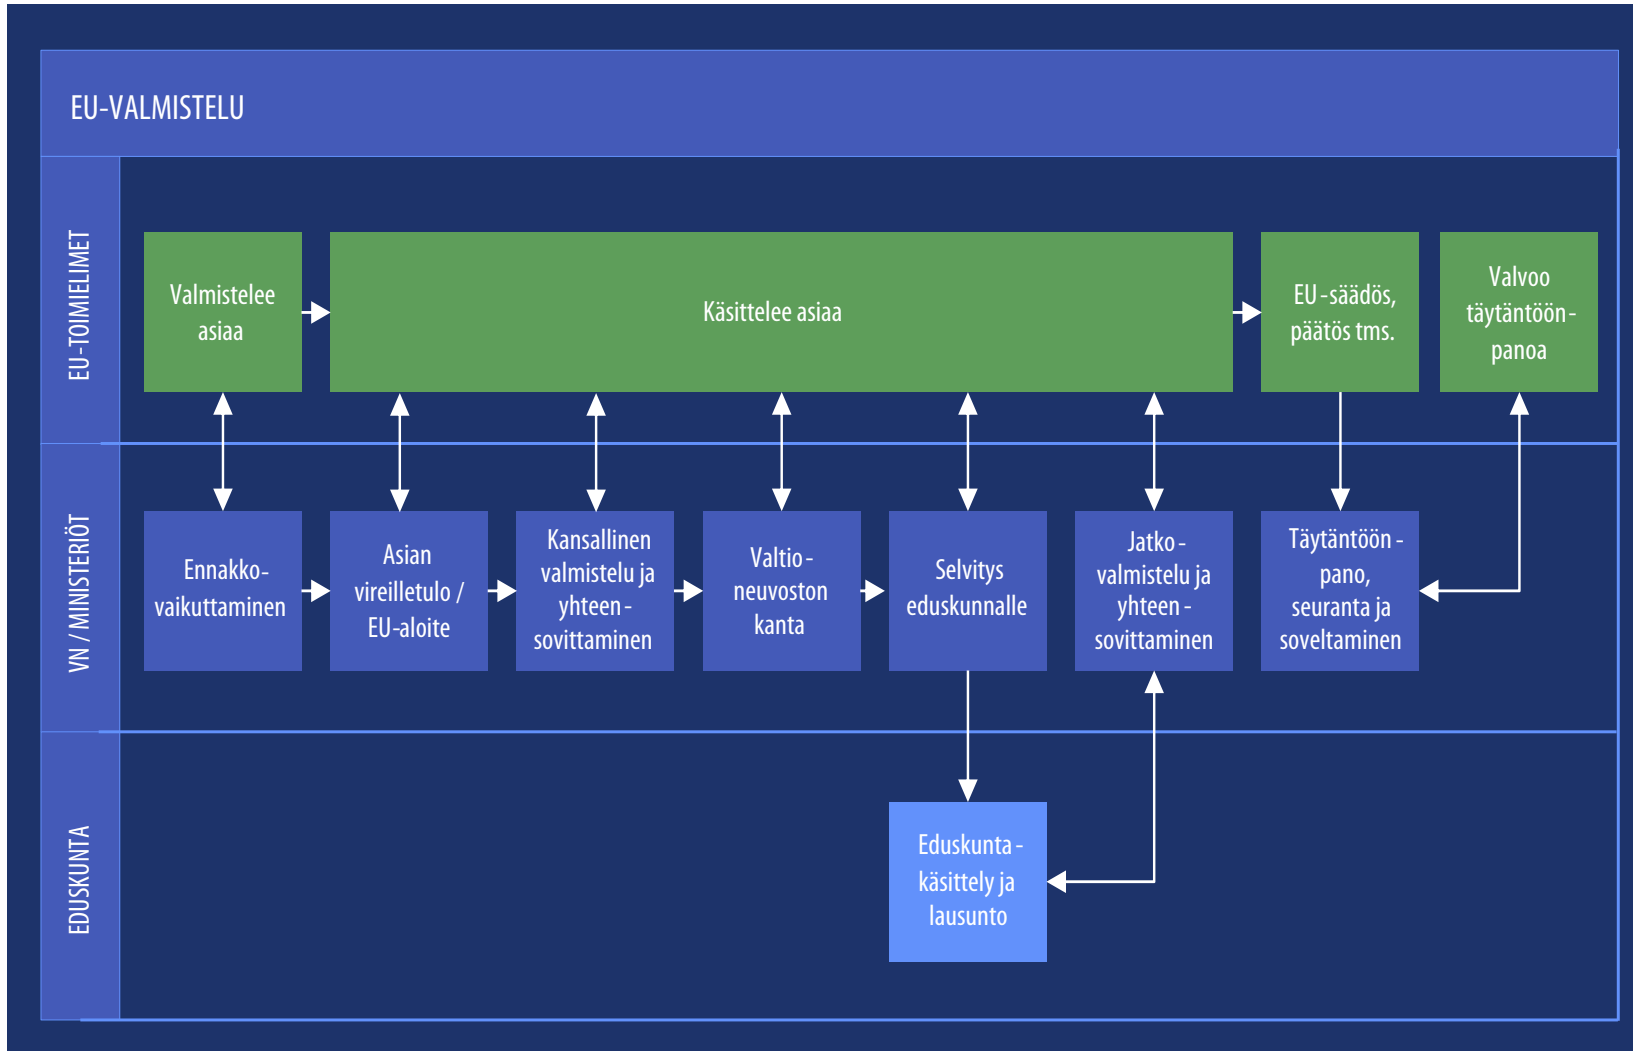 EU-VALMISTELU
EU-TOIMIELIMET
Valmistelee
asiaa
Käsittelee asiaa
EU-säädös,
päätös tms.
Valvoo
täytäntöön-
panoa
VN / MINISTERIÖT
Ennakko-
vaikuttaminen
Asian
vireilletulo /
EU-aloite
Kansallinen
valmistelu ja
yhteen-
sovittaminen
Valtio-
neuvoston
kanta
Selvitys
eduskunnalle
Jatko-
valmistelu ja
yhteen-
sovittaminen
Täytäntöön-
pano,
seuranta ja
soveltaminen
EDUSKUNTA
Eduskunta-
käsittely ja
lausunto